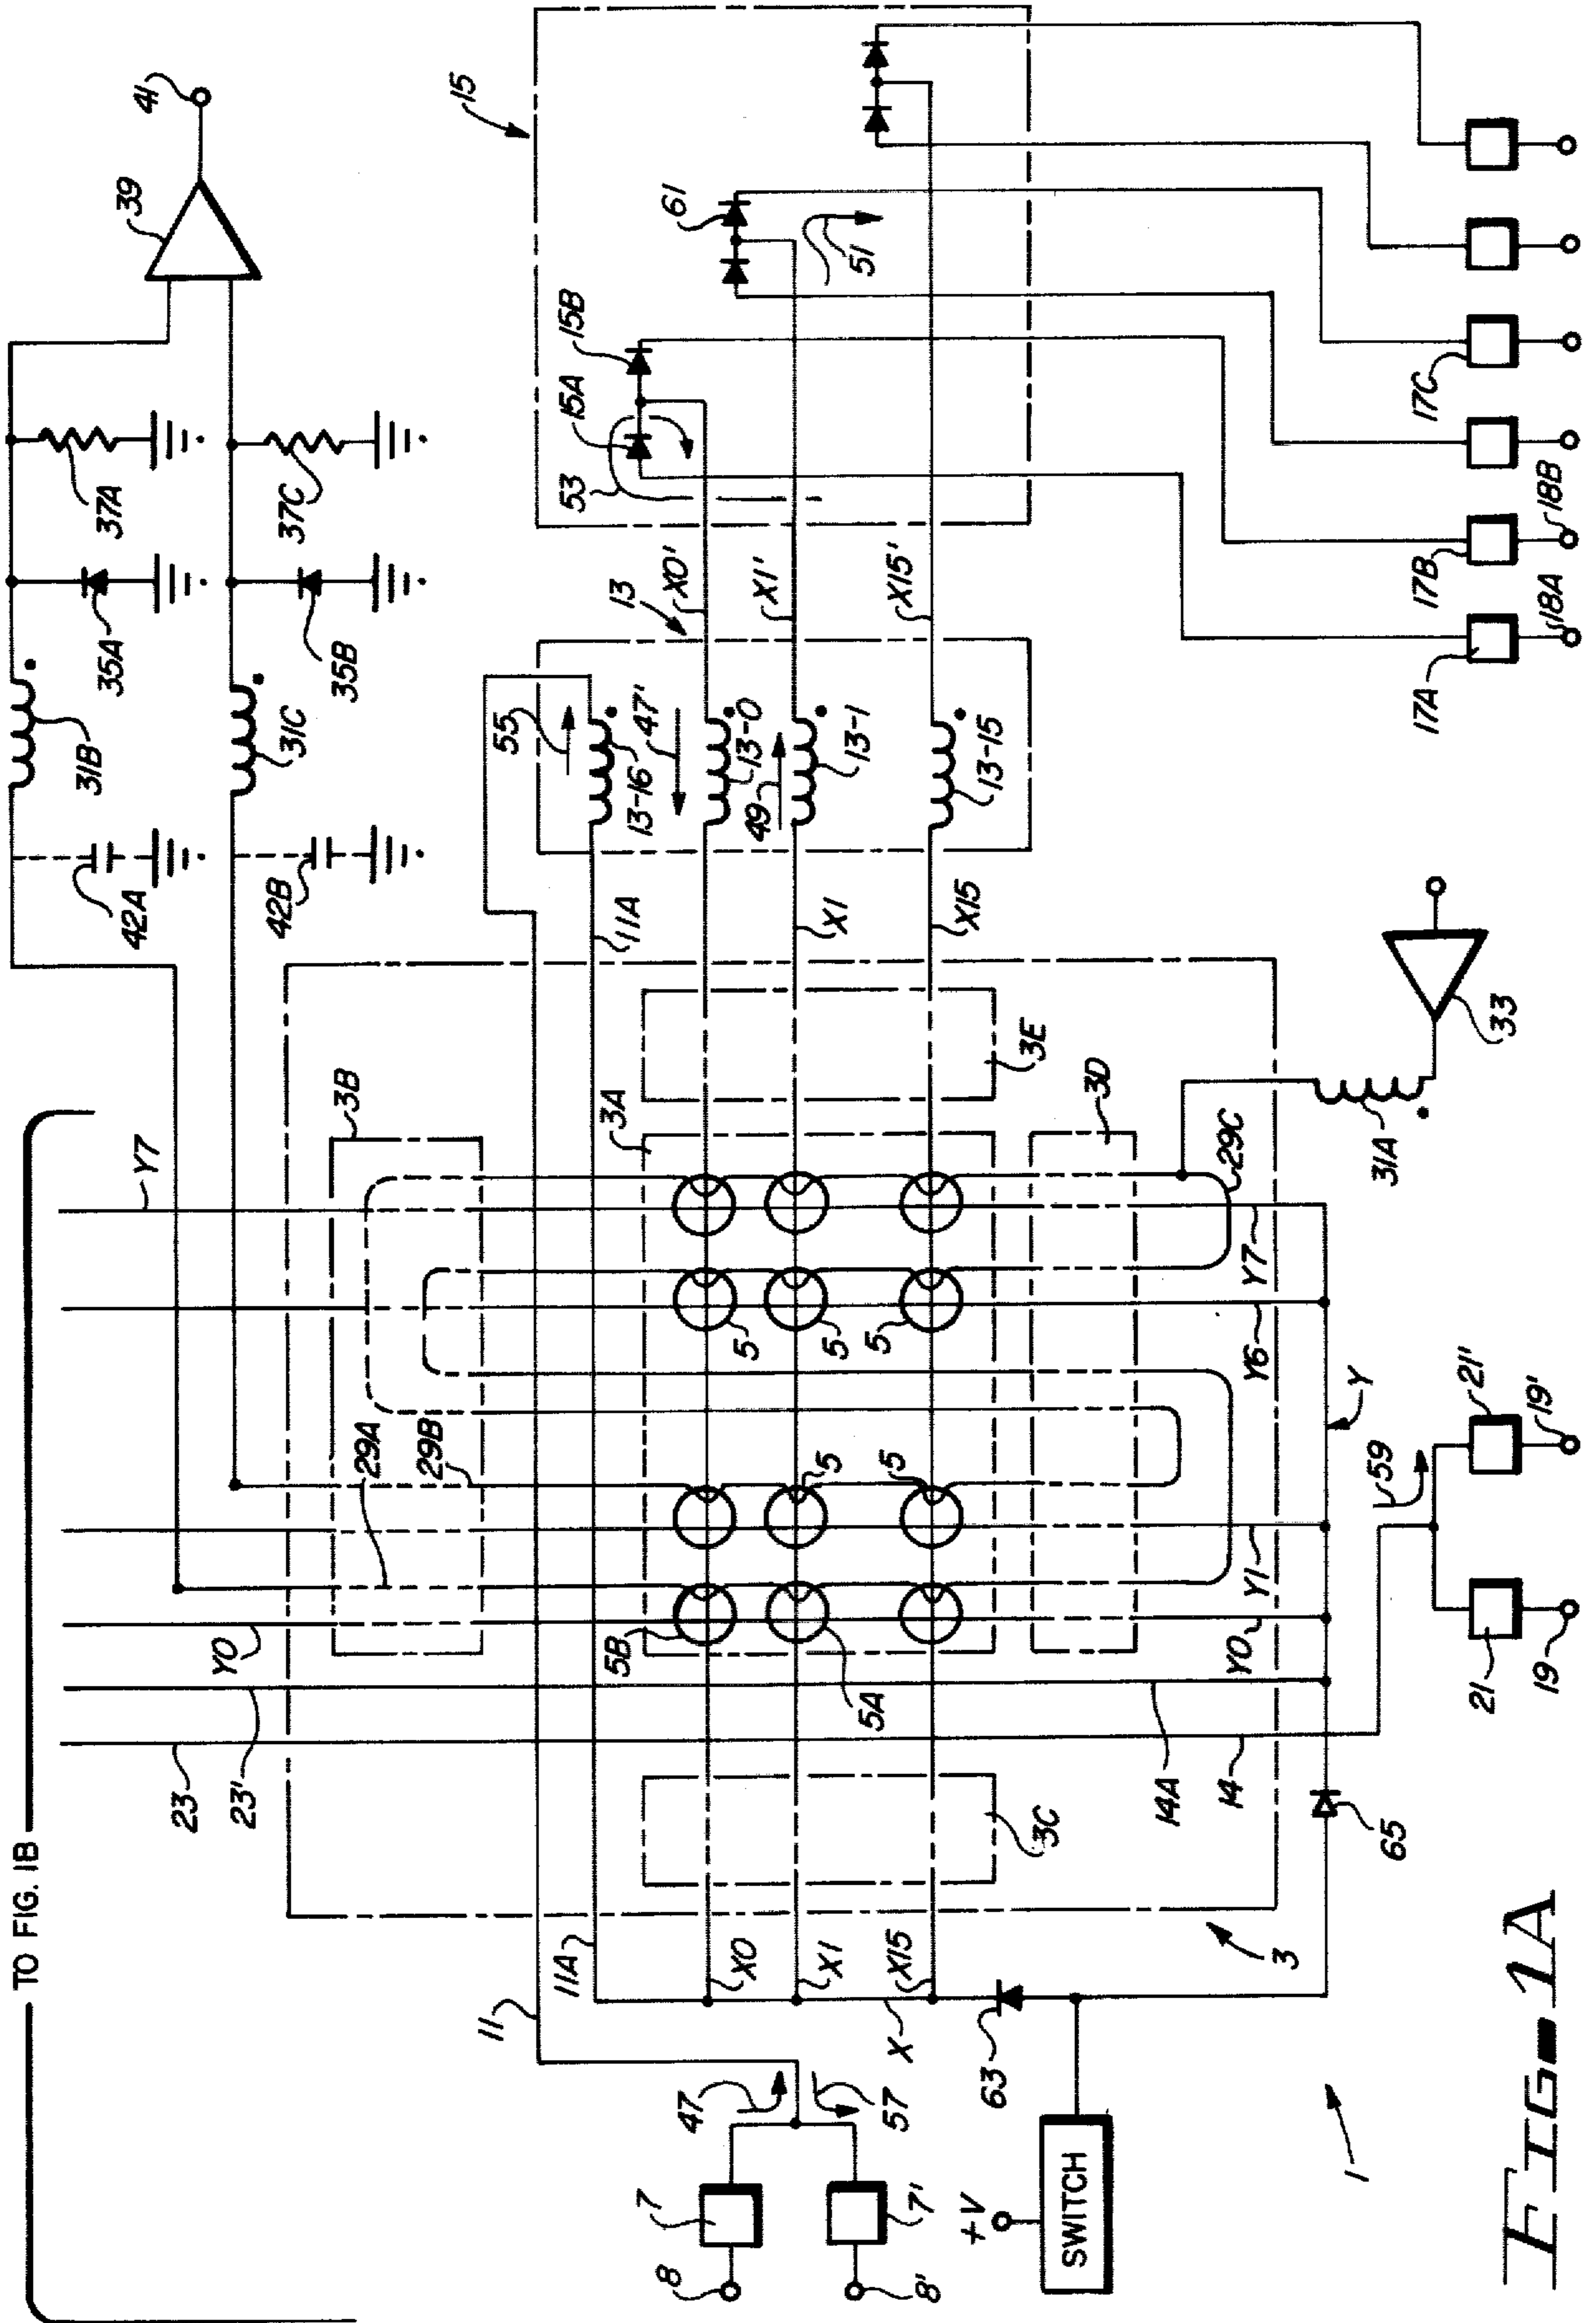 TO FIG. 1B
23
23'
Y0
Y7
29A
29B
3B
42A
42B
31B
31C
35A
35B
37A
37C
39
41
11
11A
11A
55
13-16
47'
13-0
49
13-1
13-15
13
X0'
X1'
X15'
53
15A
15B
61
51
15
8
7
47
8'
7'
57
+V
SWITCH
X0
X1
X15
X
63
3C
5B
5A
5
5
5
5
5
3A
3E
3D
X1
X15
3
65
14A
14
Y0
Y1
Y6
Y7
Y
29C
31A
33
59
21
19
21'
19'
17A
18A
17B
18B
17C
1
FIG-1A